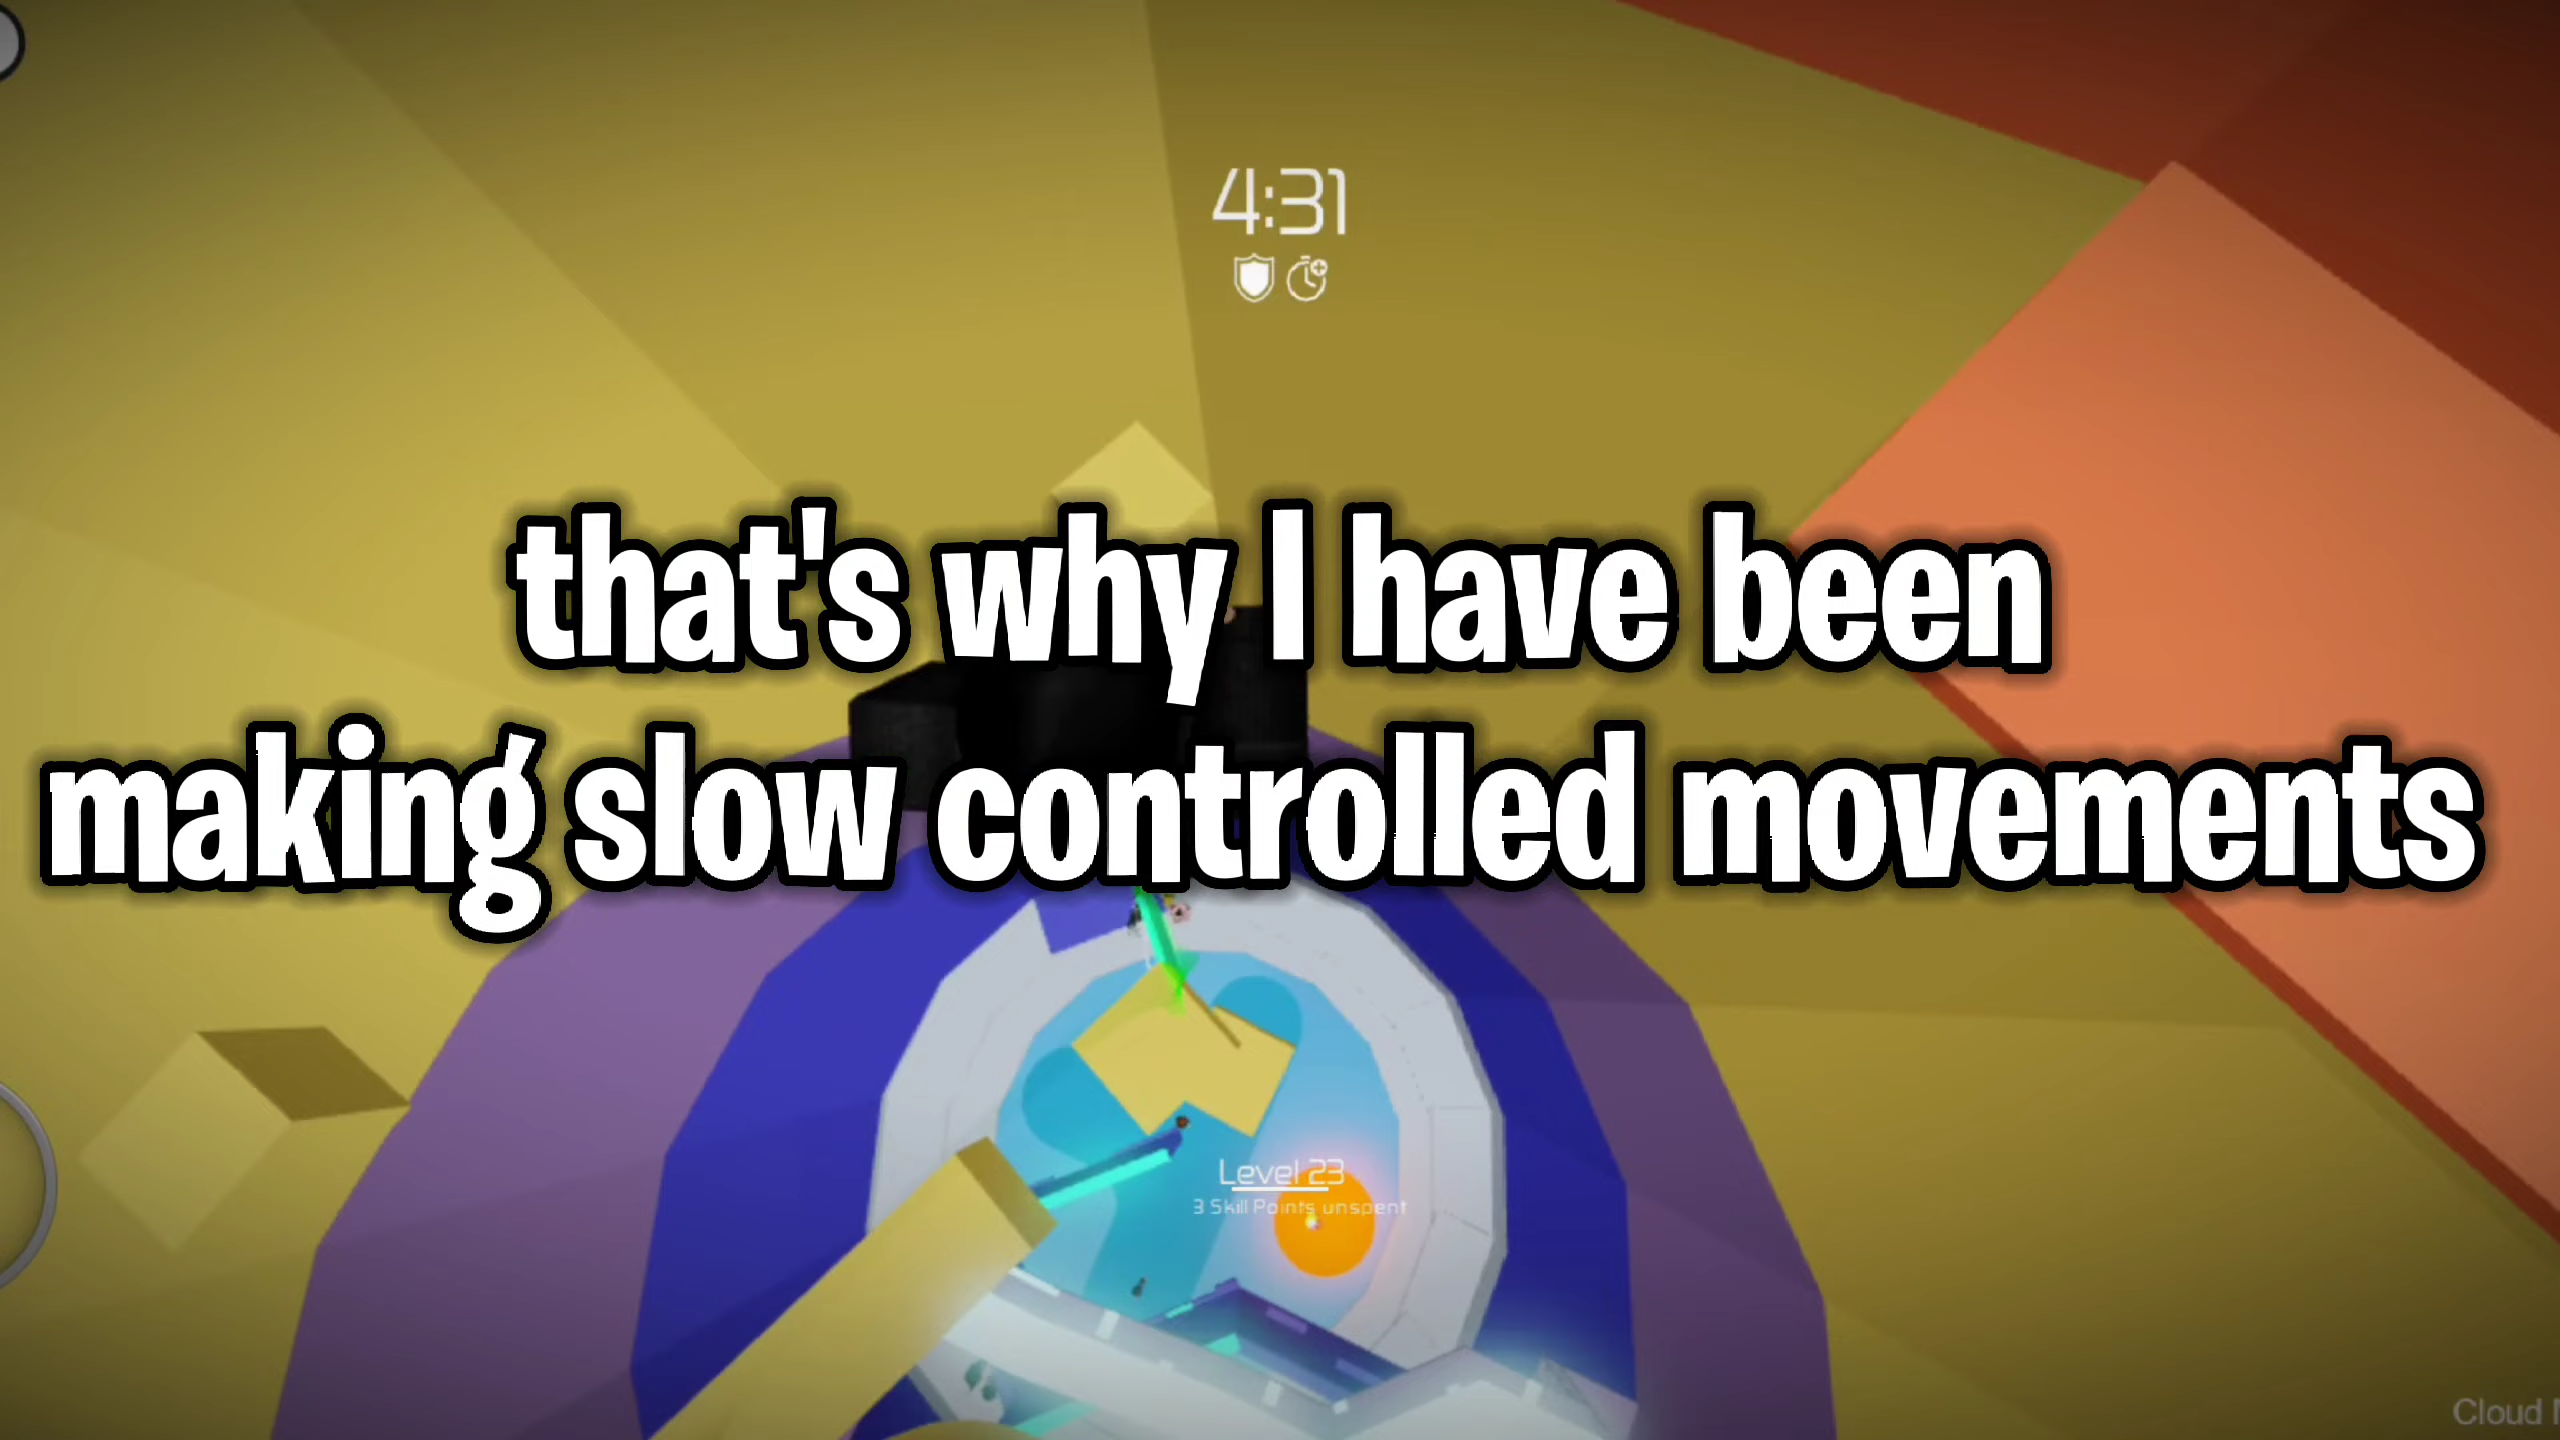 4:31
that's why I have been
making slow controlled movements
Level 23
3 Skill Points unspent
Cloud